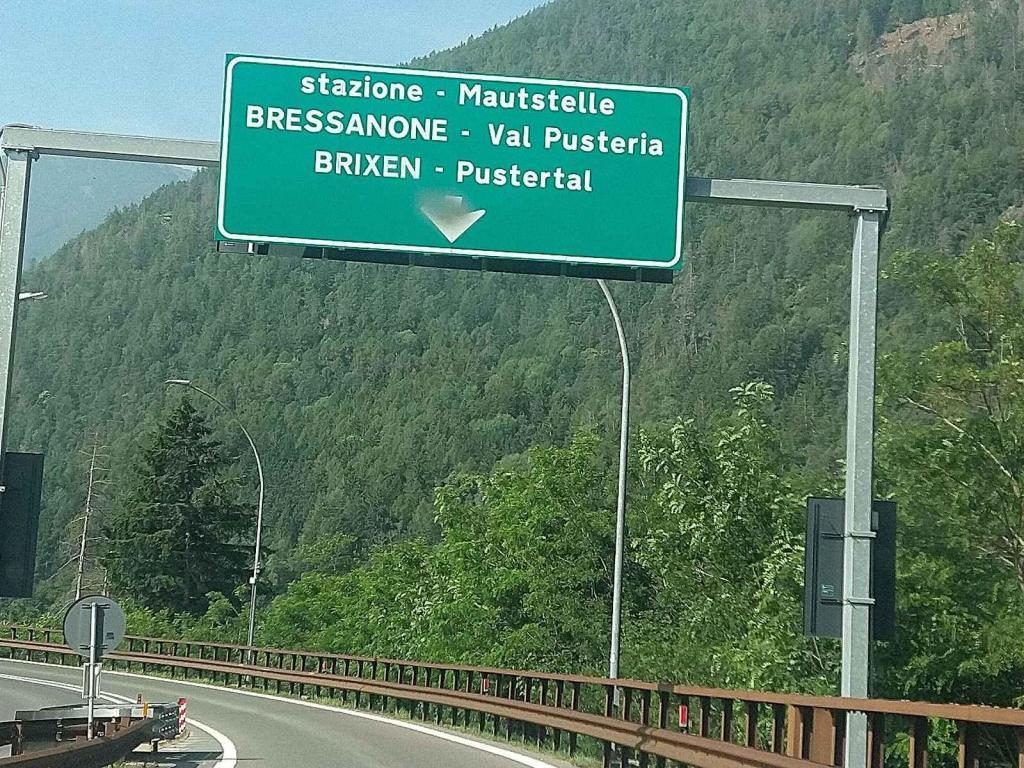 stazione - Mautstelle
BRESSANONE - Val Pusteria
BRIXEN - Pustertal